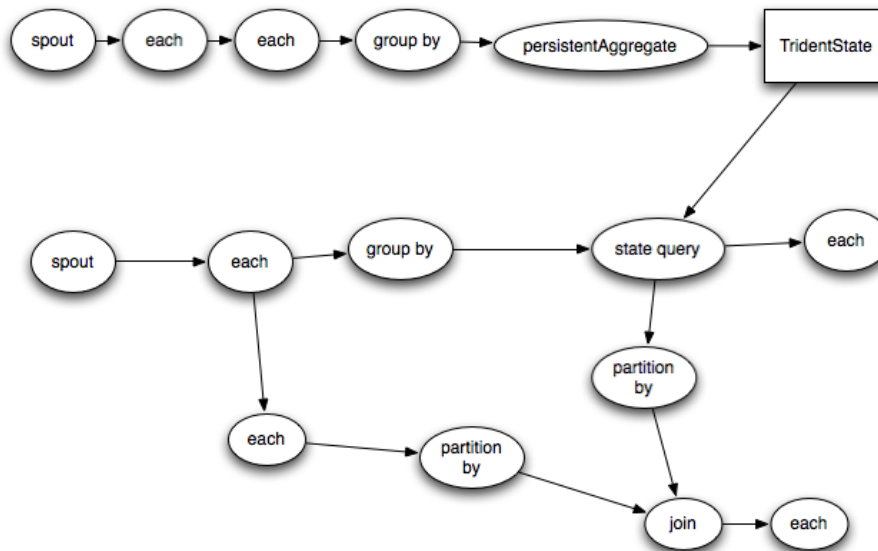 spout
each
each
group by
persistentAggregate
TridentState
spout
each
group by
state query
each
partition
by
each
partition
by
join
each